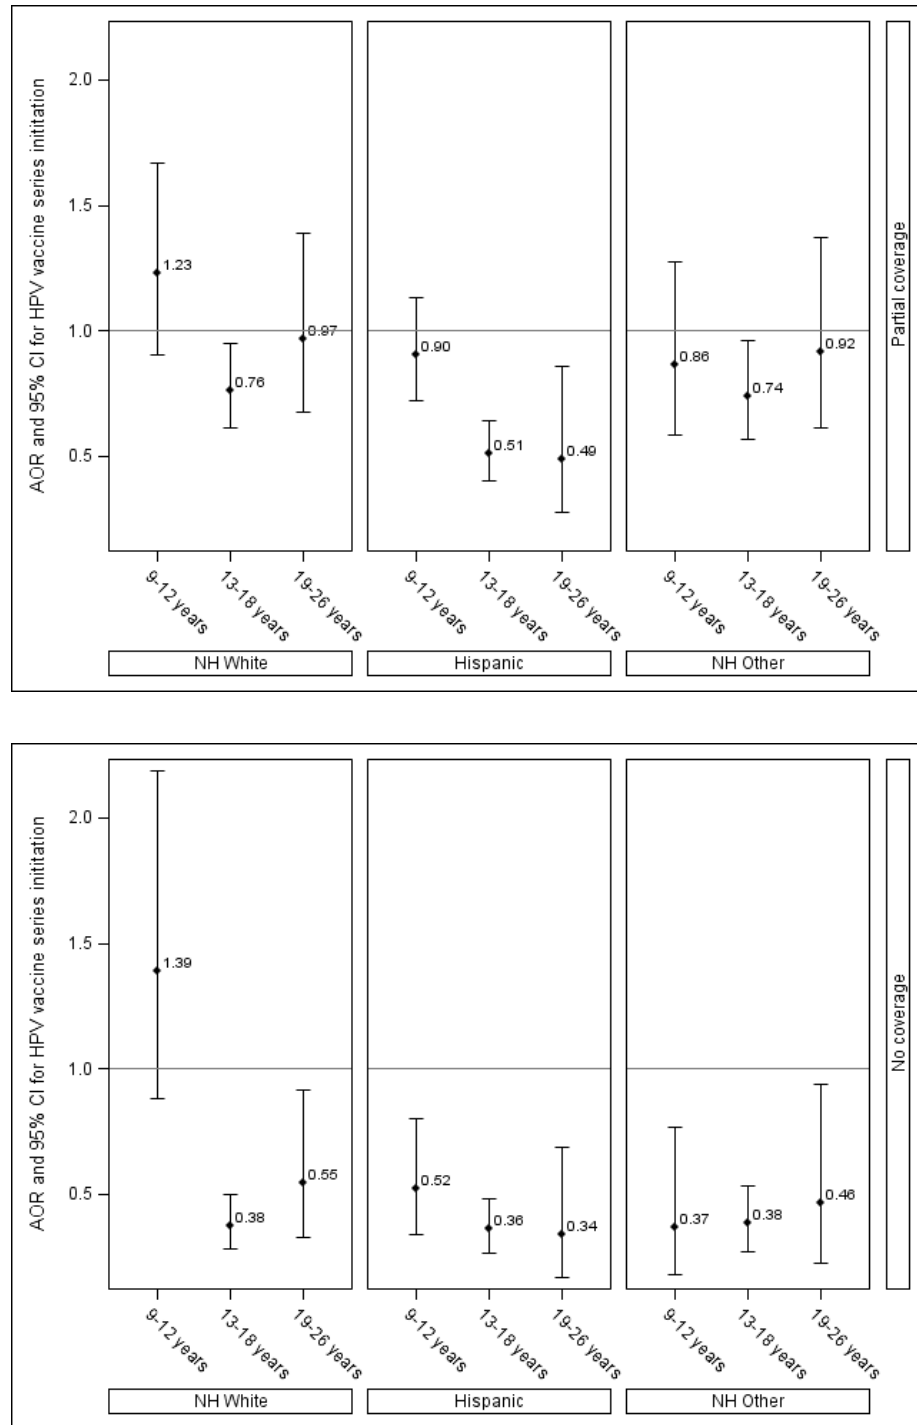 AOR and 95% CI for HPV vaccine series inititation
2.0
1.5
1.0
0.5
1.23
0.76
0.97
0.90
0.51
0.49
0.86
0.74
0.92
Partial coverage
9-12 years
13-18 years
19-26 years
9-12 years
13-18 years
19-26 years
9-12 years
13-18 years
19-26 years
NH White
Hispanic
NH Other
AOR and 95% CI for HPV vaccine series inititation
2.0
1.5
1.0
0.5
1.39
0.38
0.55
0.52
0.36
0.34
0.37
0.38
0.46
No coverage
9-12 years
13-18 years
19-26 years
9-12 years
13-18 years
19-26 years
9-12 years
13-18 years
19-26 years
NH White
Hispanic
NH Other